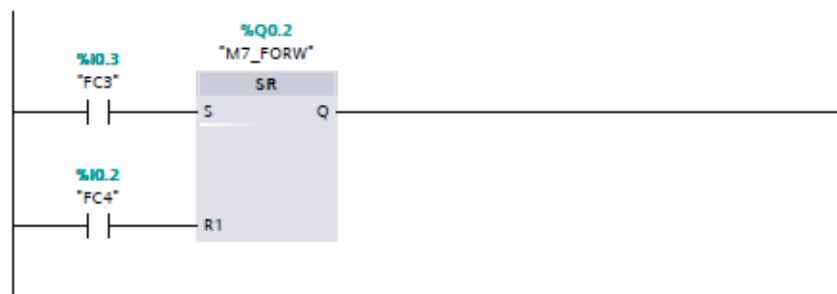 %Q0.2
"M7_FORW"
%I0.3
"FC3"
SR
S Q
%I0.2
"FC4"
R1